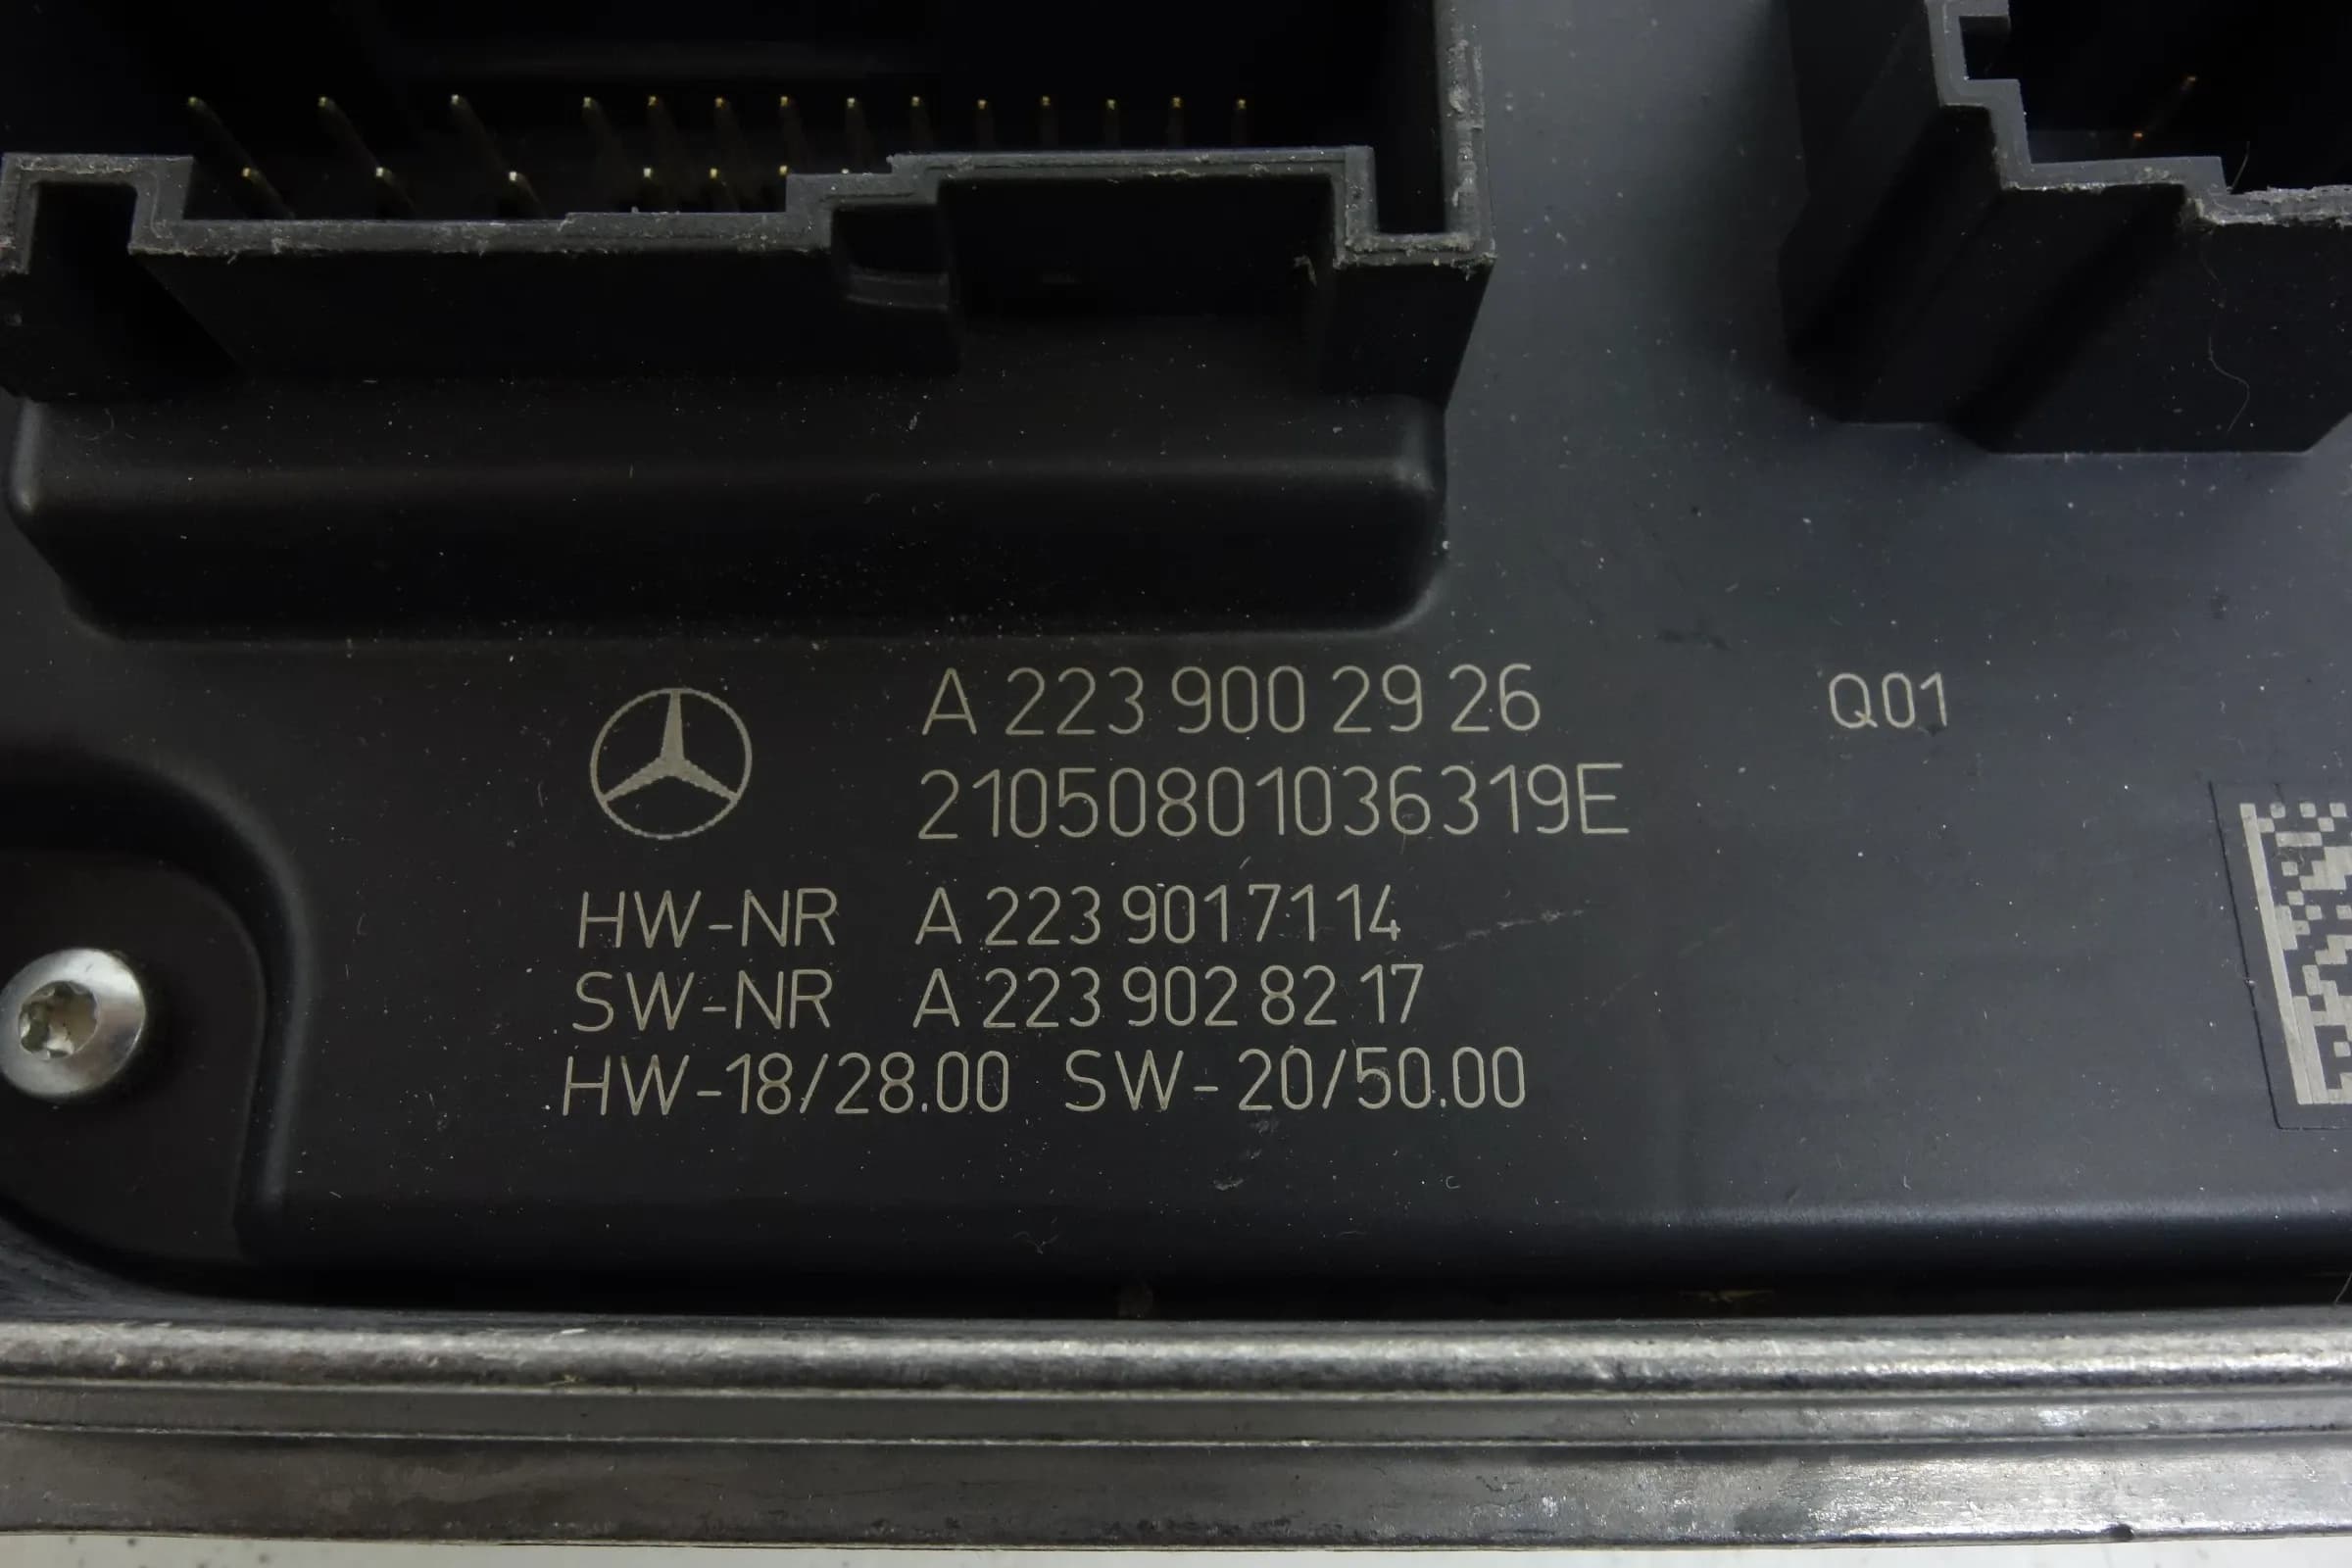 A 223 900 29 26 Q01
21050801036319E
HW-NR A 223 901 71 14
SW-NR A 223 902 82 17
HW-18/28.00 SW-20/50.00